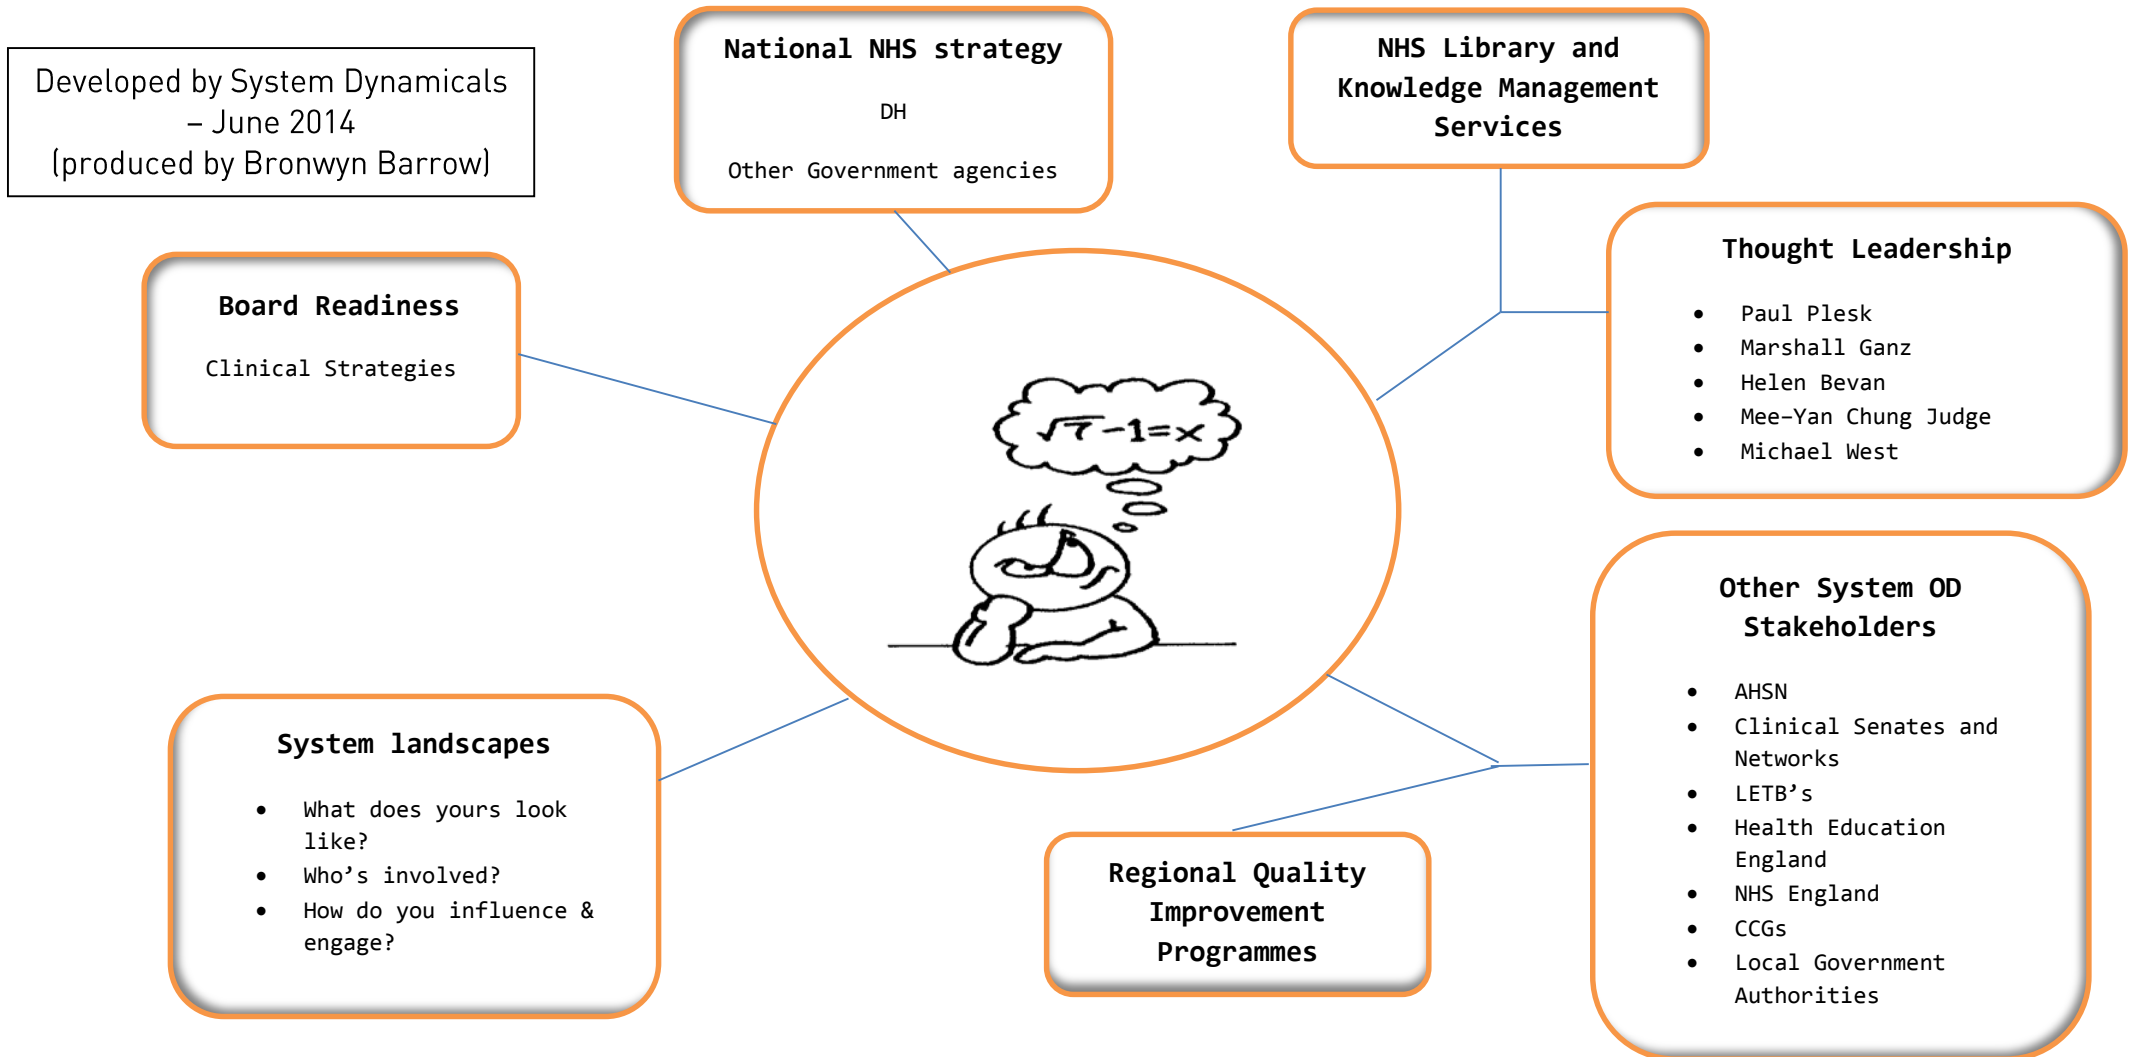 Developed by System Dynamicals
– June 2014
(produced by Bronwyn Barrow)
National NHS strategy
DH
Other Government agencies
NHS Library and
Knowledge Management
Services
Thought Leadership
• Paul Plesk
• Marshall Ganz
• Helen Bevan
• Mee-Yan Chung Judge
• Michael West
Board Readiness
Clinical Strategies
√7-1=x
Other System OD
Stakeholders
• AHSN
• Clinical Senates and
Networks
• LETB’s
• Health Education
England
• NHS England
• CCGs
• Local Government
Authorities
System landscapes
• What does yours look
like?
• Who’s involved?
• How do you influence &
engage?
Regional Quality
Improvement
Programmes